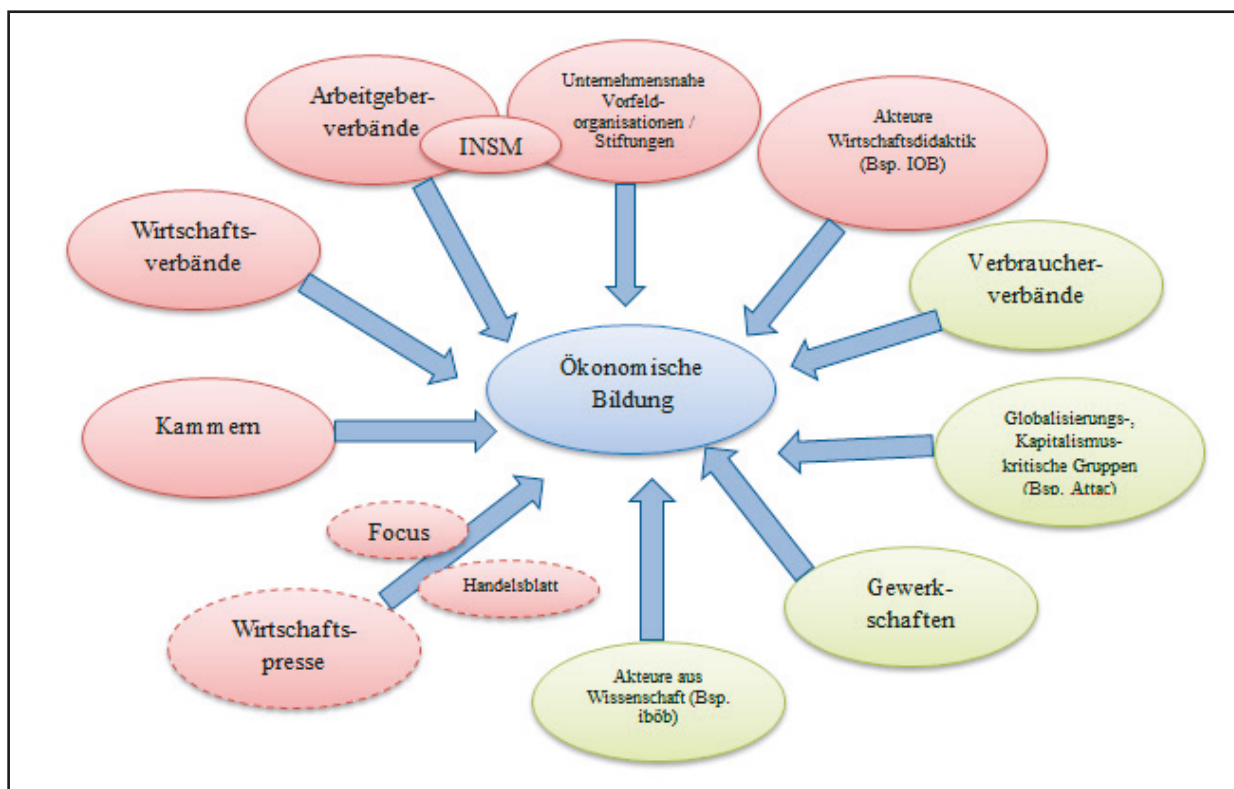 Arbeitgeber-
verbände
INSM
Unternehmensnahe
Vorfeld-
organisationen /
Stiftungen
Akteure
Wirtschaftsdidaktik
(Bsp. IOB)
Wirtschafts-
verbände
Verbraucher-
verbände
Ökonomische
Bildung
Kammern
Globalisierungs-,
Kapitalismus-
kritische Gruppen
(Bsp. Attac)
Focus
Handelsblatt
Wirtschafts-
presse
Gewerk-
schaften
Akteure aus
Wissenschaft (Bsp.
iböb)